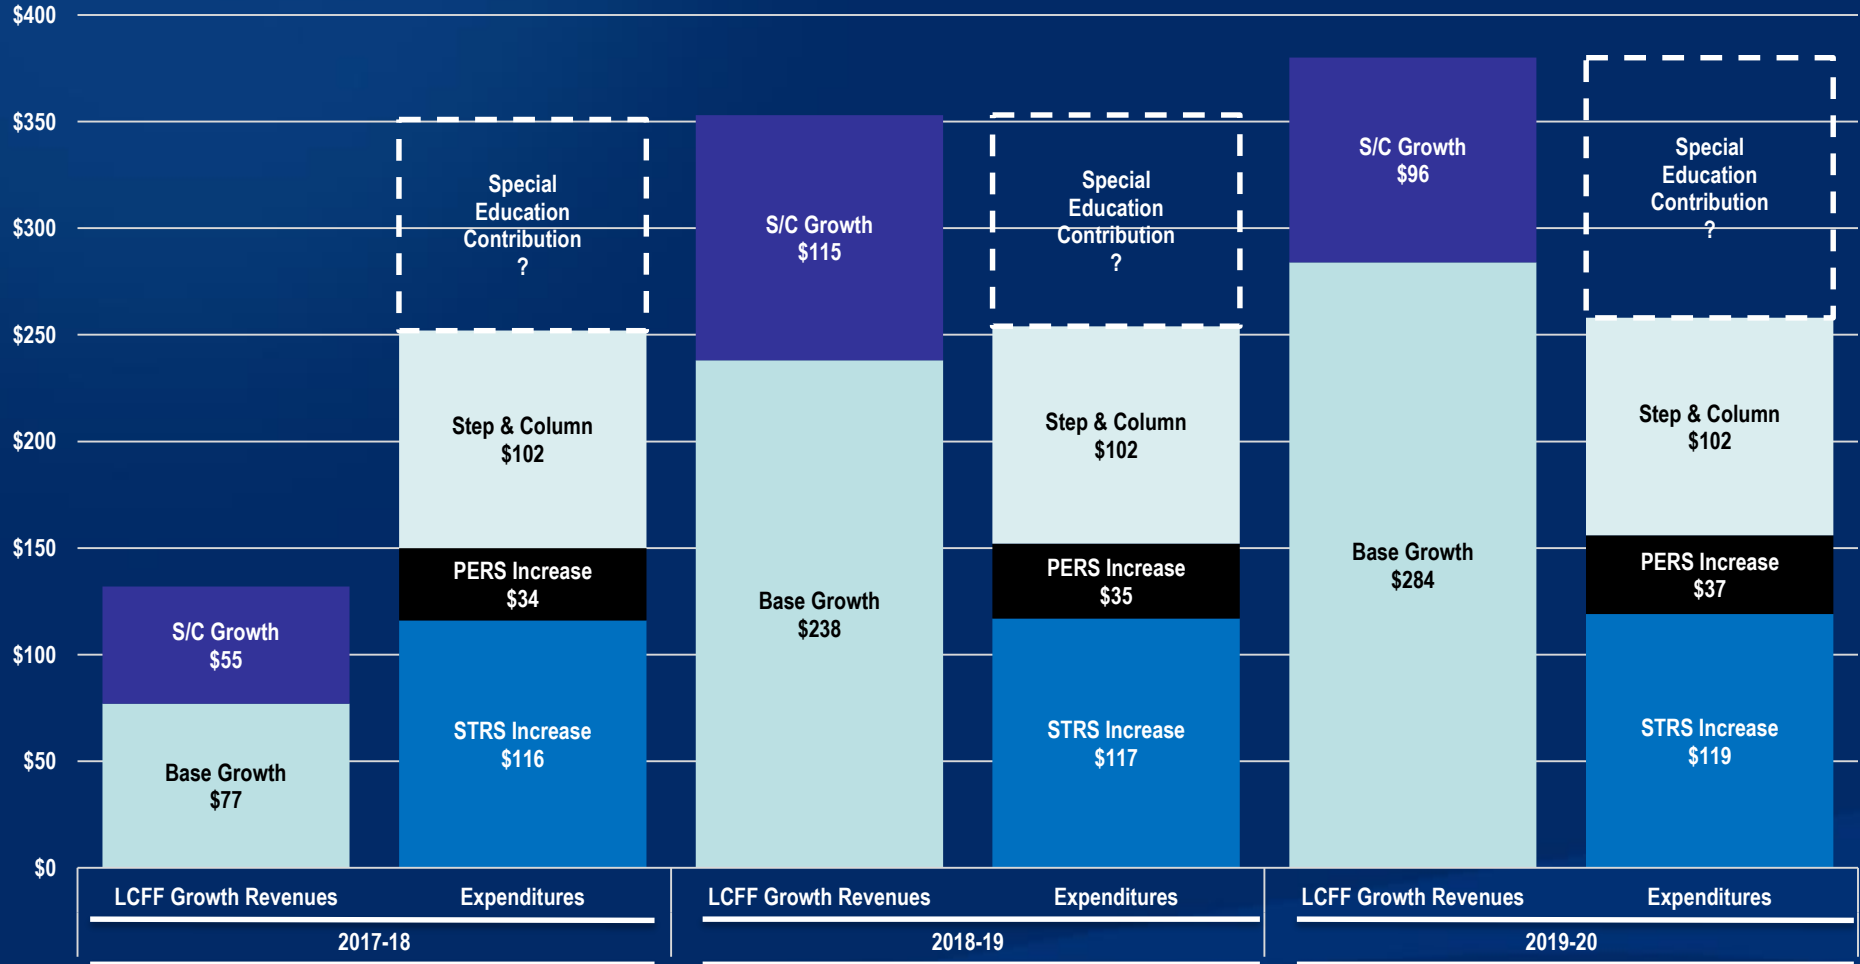 $400
$350
$300
$250
$200
$150
$100
$50
$0
S/C Growth
$55
Base Growth
$77
Special
Education
Contribution
?
Step & Column
$102
PERS Increase
$34
STRS Increase
$116
S/C Growth
$115
Base Growth
$238
Special
Education
Contribution
?
Step & Column
$102
PERS Increase
$35
STRS Increase
$117
S/C Growth
$96
Base Growth
$284
Special
Education
Contribution
?
Step & Column
$102
PERS Increase
$37
STRS Increase
$119
LCFF Growth Revenues
Expenditures
LCFF Growth Revenues
Expenditures
LCFF Growth Revenues
Expenditures
2017-18
2018-19
2019-20